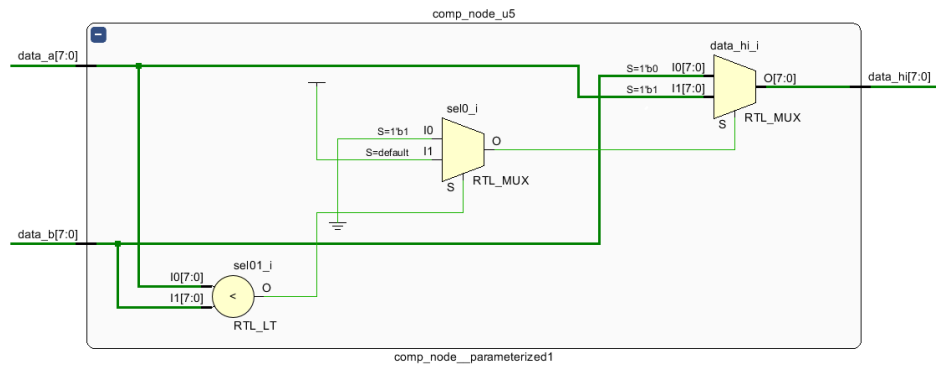 comp_node_u5
data_a[7:0]
data_hi_i
S=1'b0 I0[7:0]
O[7:0]
data_hi[7:0]
S=1'b1 I1[7:0]
S
RTL_MUX
sel0_i
S=1'b1 I0
O
S=default I1
RTL_MUX
S
data_b[7:0]
sel01_i
I0[7:0]
O
<
I1[7:0]
RTL_LT
comp_node__parameterized1